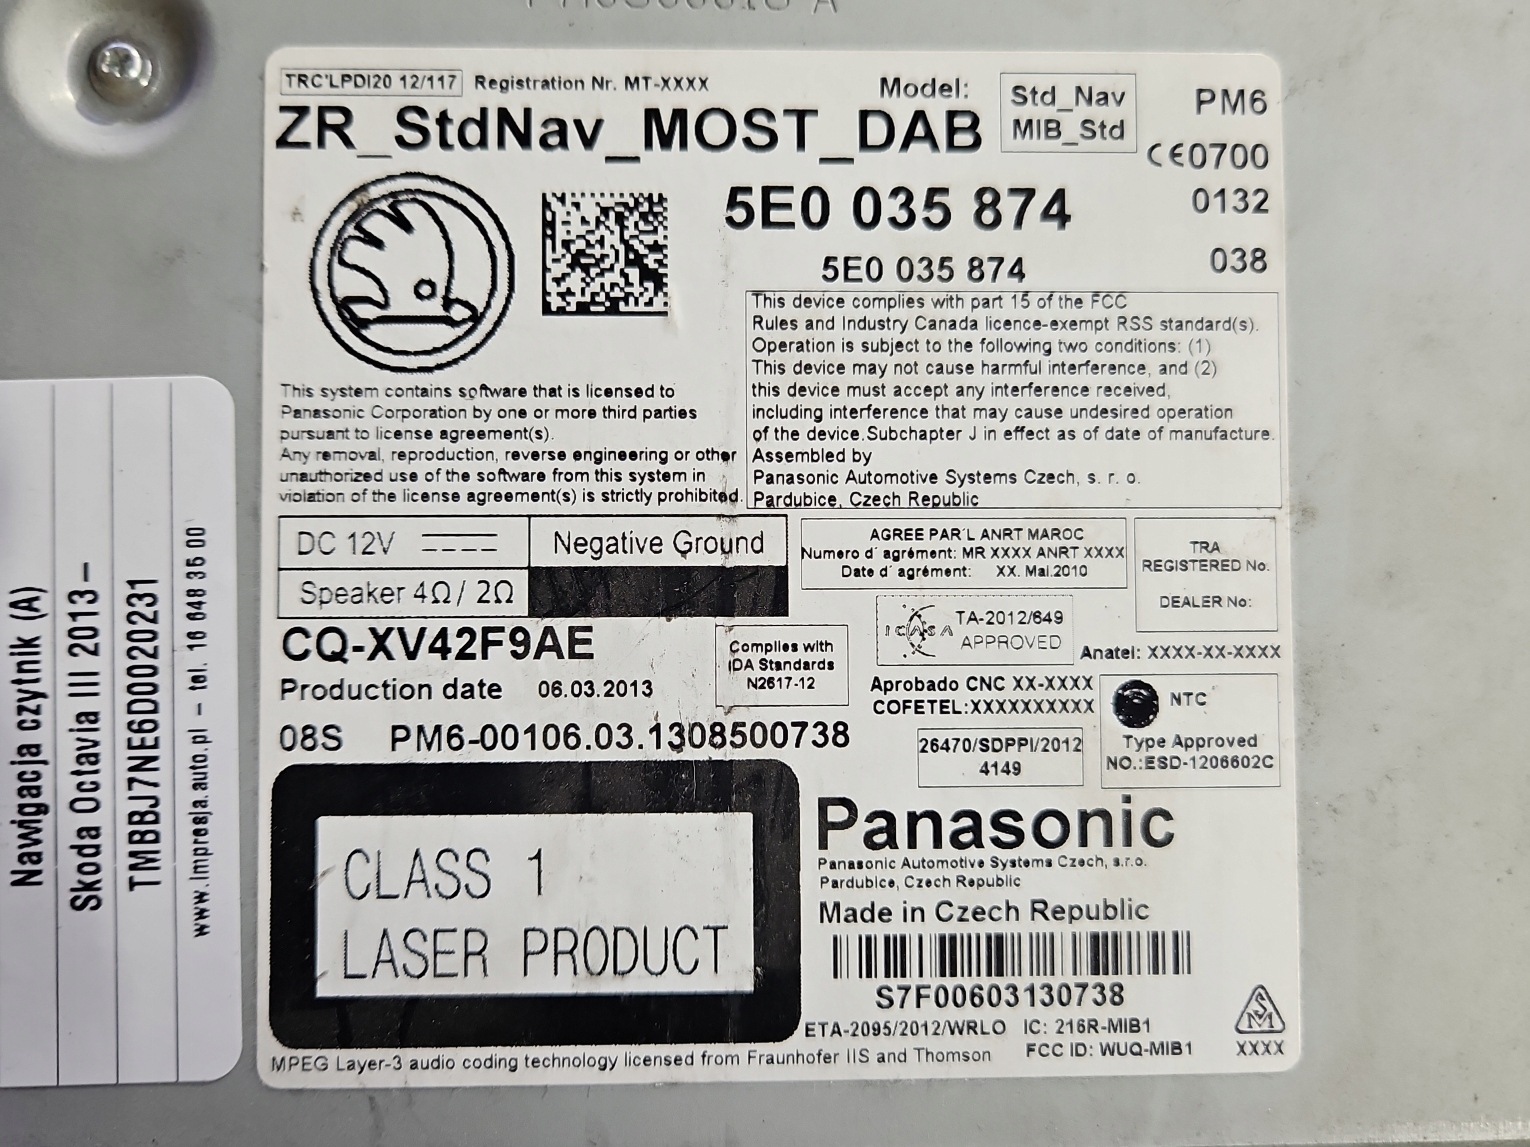 TRC'LPDI20 12/117 Registration Nr. MT-XXXX
Model:
Std_Nav
MIB_Std
PM6
ZR_StdNav_MOST_DAB
CE0700
5E0 035 874
0132
5E0 035 874
038
This device complies with part 15 of the FCC
Rules and Industry Canada licence-exempt RSS standard(s).
Operation is subject to the following two conditions: (1)
This device may not cause harmful interference, and (2)
this device must accept any interference received,
including interference that may cause undesired operation
of the device.Subchapter J in effect as of date of manufacture.
Assembled by
Panasonic Automotive Systems Czech, s. r. o.
Pardubice, Czech Republic
This system contains software that is licensed to
Panasonic Corporation by one or more third parties
pursuant to license agreement(s).
Any removal, reproduction, reverse engineering or other
unauthorized use of the software from this system in
violation of the license agreement(s) is strictly prohibited.
DC 12V
Negative Ground
Speaker 4Ω/ 2Ω
AGREE PAR'L ANRT MAROC
Numero d' agrément: MR XXXX ANRT XXXX
Date d' agrément: XX. Mai.2010
TRA
REGISTERED No.
DEALER No:
ICASA
TA-2012/649
APPROVED
Anatel: XXXX-XX-XXXX
CQ-XV42F9AE
Complies with
IDA Standards
N2617-12
Production date 06.03.2013
Aprobado CNC XX-XXXX
COFETEL:XXXXXXXXXX
NTC
Type Approved
NO.:ESD-1206602C
08S PM6-00106.03.1308500738
26470/SDPPI/2012
4149
CLASS 1
LASER PRODUCT
Panasonic
Panasonic Automotive Systems Czech, s.r.o.
Pardubice, Czech Republic
Made in Czech Republic
S7F00603130738
ETA-2095/2012/WRLO IC: 216R-MIB1
FCC ID: WUQ-MIB1
SM
XXXX
MPEG Layer-3 audio coding technology licensed from Fraunhofer IIS and Thomson
Nawigacja czytnik (A)
Skoda Octavia III 2013 –
TMBBJ7NE6D0020231
www.impresja.auto.pl – tel. 16 648 35 00